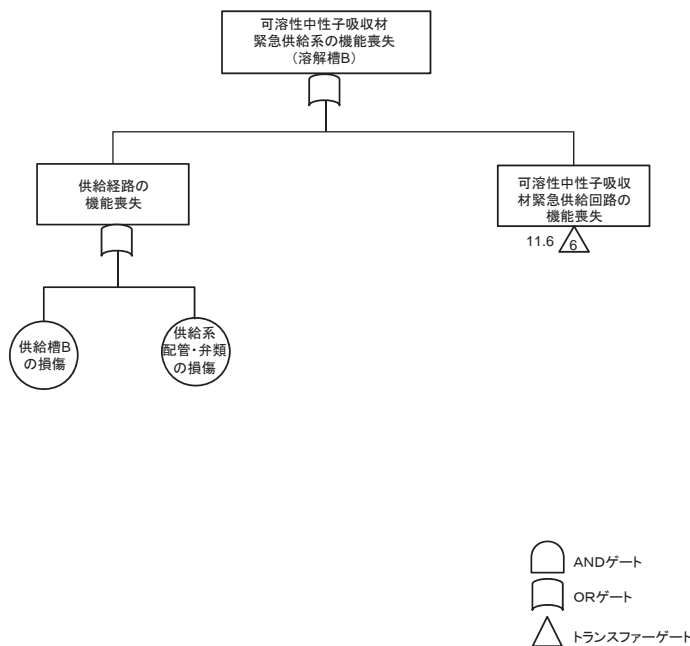 可溶性中性子吸収材
緊急供給系の機能喪失
（溶解槽B）
供給経路の
機能喪失
可溶性中性子吸収
材緊急供給回路の
機能喪失
11.6
6
供給槽B
の損傷
供給系
配管・弁類
の損傷
ANDゲート
ORゲート
トランスファーゲート